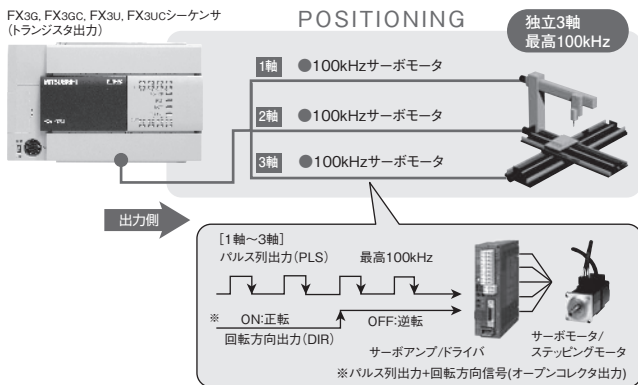 FX3G, FX3GC, FX3U, FX3UCシーケンサ
(トランジスタ出力)
POSITIONING
独立3軸
最高100kHz
MITSUBISHI
1軸 ●100kHzサーボモータ
2軸 ●100kHzサーボモータ
3軸 ●100kHzサーボモータ
出力側
[1軸〜3軸]
パルス列出力(PLS) 最高100kHz
※ ON:正転 OFF:逆転
回転方向出力(DIR)
サーボアンプ/ドライバ
サーボモータ/
ステッピングモータ
※パルス列出力+回転方向信号(オープンコレクタ出力)